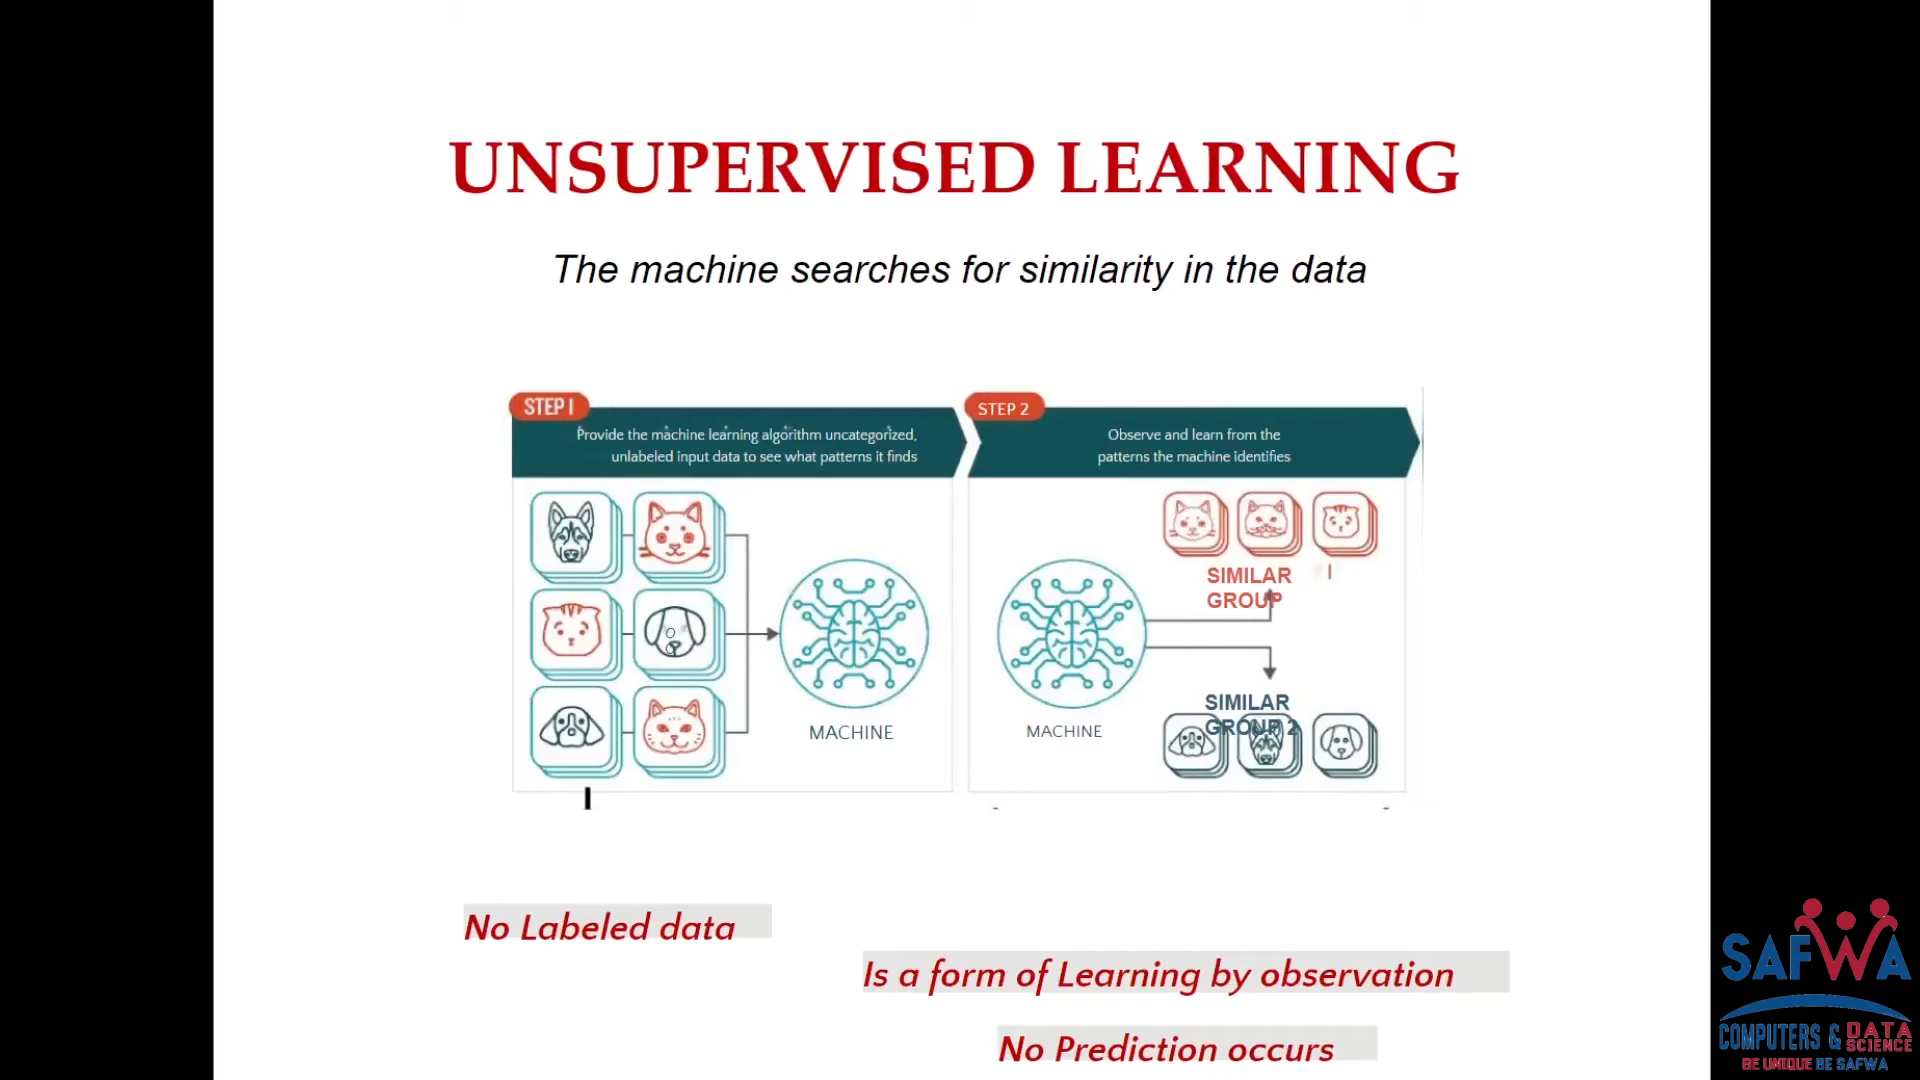 UNSUPERVISED LEARNING
The machine searches for similarity in the data
STEP 1
Provide the machine learning algorithm uncategorized,
unlabeled input data to see what patterns it finds
MACHINE
STEP 2
Observe and learn from the
patterns the machine identifies
MACHINE
SIMILAR
GROUP
SIMILAR
GROUP 2
No Labeled data
Is a form of Learning by observation
No Prediction occurs
SAFWA
COMPUTERS & DATA SCIENCE
BE UNIQUE BE SAFWA